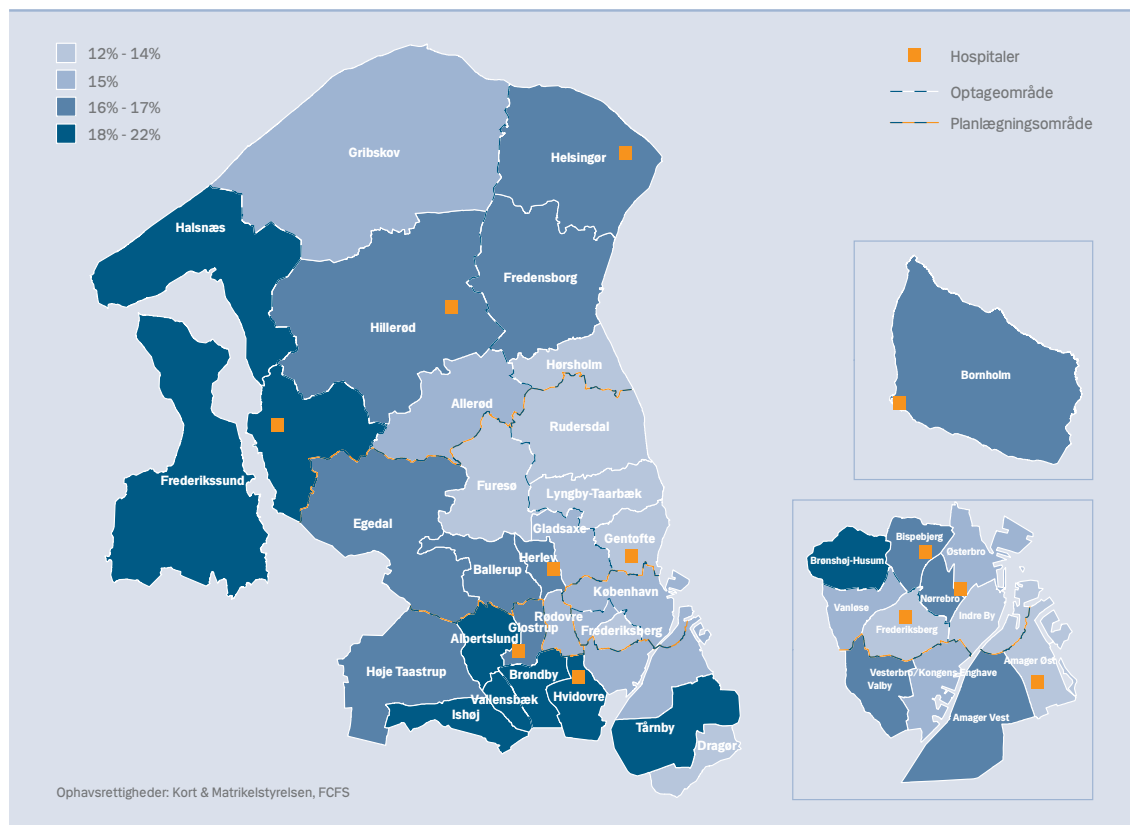 12% - 14%
15%
16% - 17%
18% - 22%
Hospitaler
Optageområde
Planlægningsområde
Gribskov
Helsingør
Halsnæs
Fredensborg
Hillerød
Hørsholm
Allerød
Rudersdal
Frederikssund
Furesø
Lyngby-Taarbæk
Egedal
Gladsaxe
Gentofte
Herlev
Ballerup
København
Rødovre
Glostrup
Frederiksberg
Albertslund
Høje Taastrup
Brøndby
Vallensbæk
Hvidovre
Ishøj
Tårnby
Dragør
Bornholm
Bispebjerg
Østerbro
Brønshøj-Husum
Nørrebro
Vanløse
Indre By
Frederiksberg
Amager Øst
Vesterbro/Kongens Enghave
Valby
Amager Vest
Ophavsrettigheder: Kort & Matrikelstyrelsen, FCFS